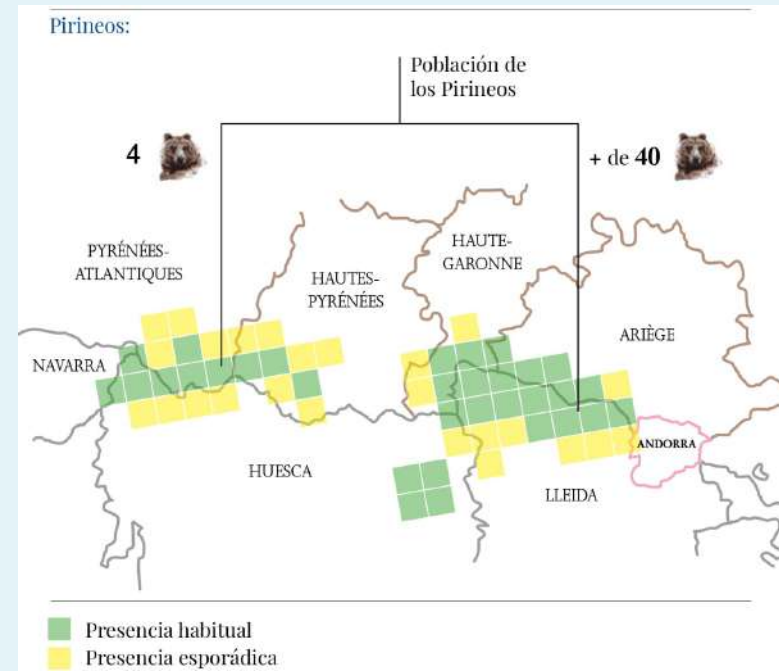 Pirineos:
Población de
los Pirineos
4
+ de 40
PYRÉNÉES-
ATLANTIQUES
HAUTES-
PYRÉNÉES
HAUTE-
GARONNE
ARIÈGE
NAVARRA
HUESCA
LLEIDA
ANDORRA
Presencia habitual
Presencia esporádica